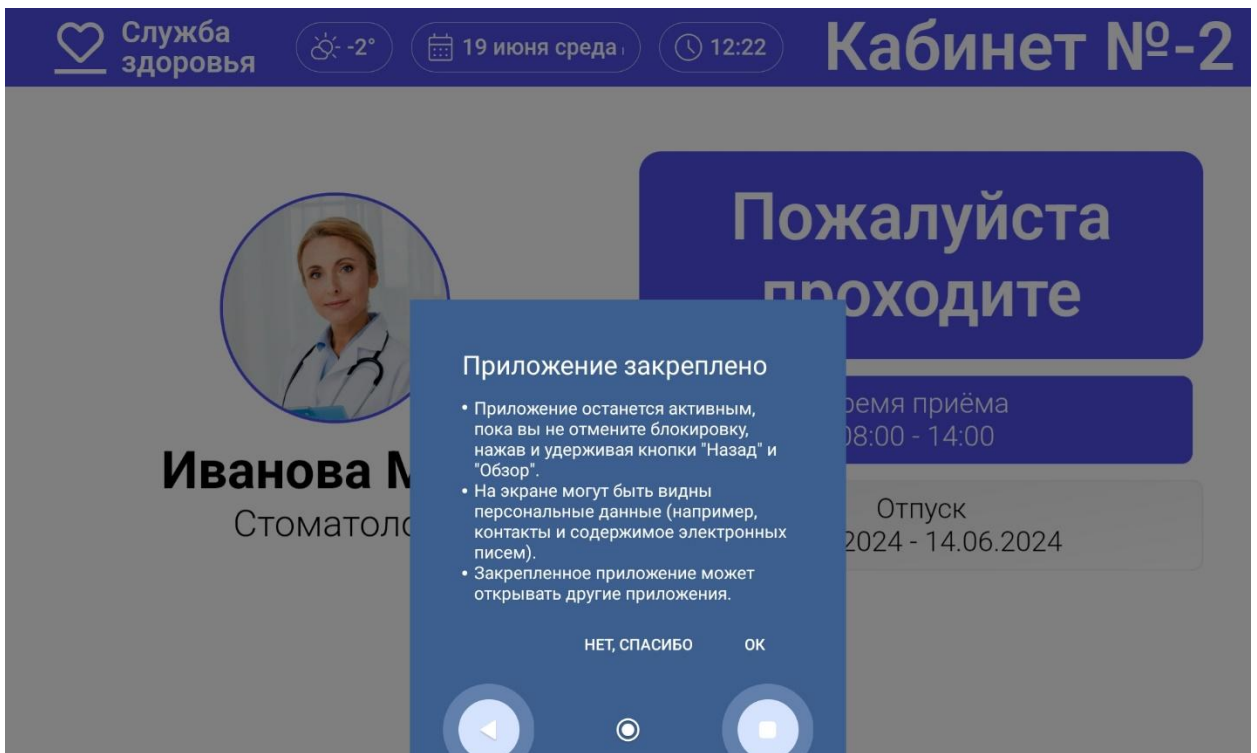 Служба
здоровья
-2°
19 июня среда
12:22
Кабинет №-2
Пожалуйста
проходите
Иванова
Приложение закреплено
• Приложение останется активным,
пока вы не отмените блокировку,
нажав и удерживая кнопки "Назад" и
"Обзор".
• На экране могут быть видны
персональные данные (например,
контакты и содержимое электронных
писем).
• Закрепленное приложение может
открывать другие приложения.
НЕТ, СПАСИБО
ОК
приёма
08:00 - 14:00
Отпуск
2024 - 14.06.2024